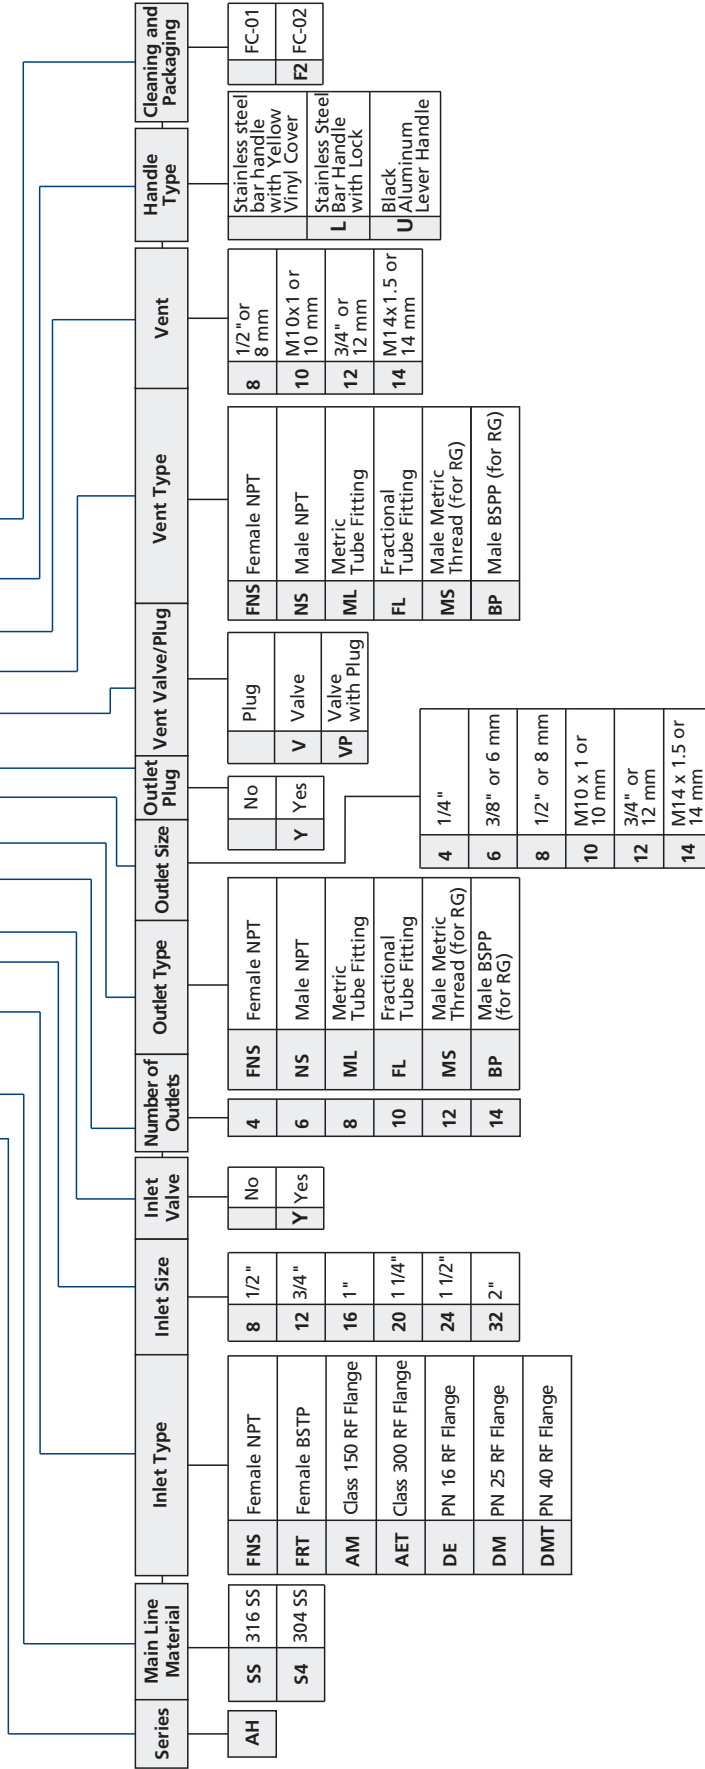 Series
AH
Main Line
Material
SS 316 SS
S4 304 SS
Inlet Type
FNS Female NPT
FRT Female BSTP
AM Class 150 RF Flange
AET Class 300 RF Flange
DE PN 16 RF Flange
DM PN 25 RF Flange
DMT PN 40 RF Flange
Inlet Size
8 1/2"
12 3/4"
16 1"
20 1 1/4"
24 1 1/2"
32 2"
Inlet
Valve
No
Y Yes
Number of
Outlets
4
6
8
10
12
14
Outlet Type
FNS Female NPT
NS Male NPT
ML Metric
Tube Fitting
FL Fractional
Tube Fitting
MS Male Metric
Thread (for RG)
BP Male BSPP
(for RG)
Outlet Size
4 1/4"
6 3/8" or 6 mm
8 1/2" or 8 mm
10 M10 x 1 or
10 mm
12 3/4" or
12 mm
14 M14 x 1.5 or
14 mm
Outlet
Plug
No
Y Yes
Vent Valve/Plug
Plug
V Valve
VP Valve
with Plug
Vent Type
FNS Female NPT
NS Male NPT
ML Metric
Tube Fitting
FL Fractional
Tube Fitting
MS Male Metric
Thread (for RG)
BP Male BSPP (for RG)
Vent
8 1/2"or
8 mm
10 M10x1 or
10 mm
12 3/4" or
12 mm
14 M14x1.5 or
14 mm
Handle
Type
Stainless steel
bar handle
with Yellow
Vinyl Cover
L Stainless Steel
Bar Handle
with Lock
U Black
Aluminum
Lever Handle
Cleaning and
Packaging
FC-01
F2 FC-02